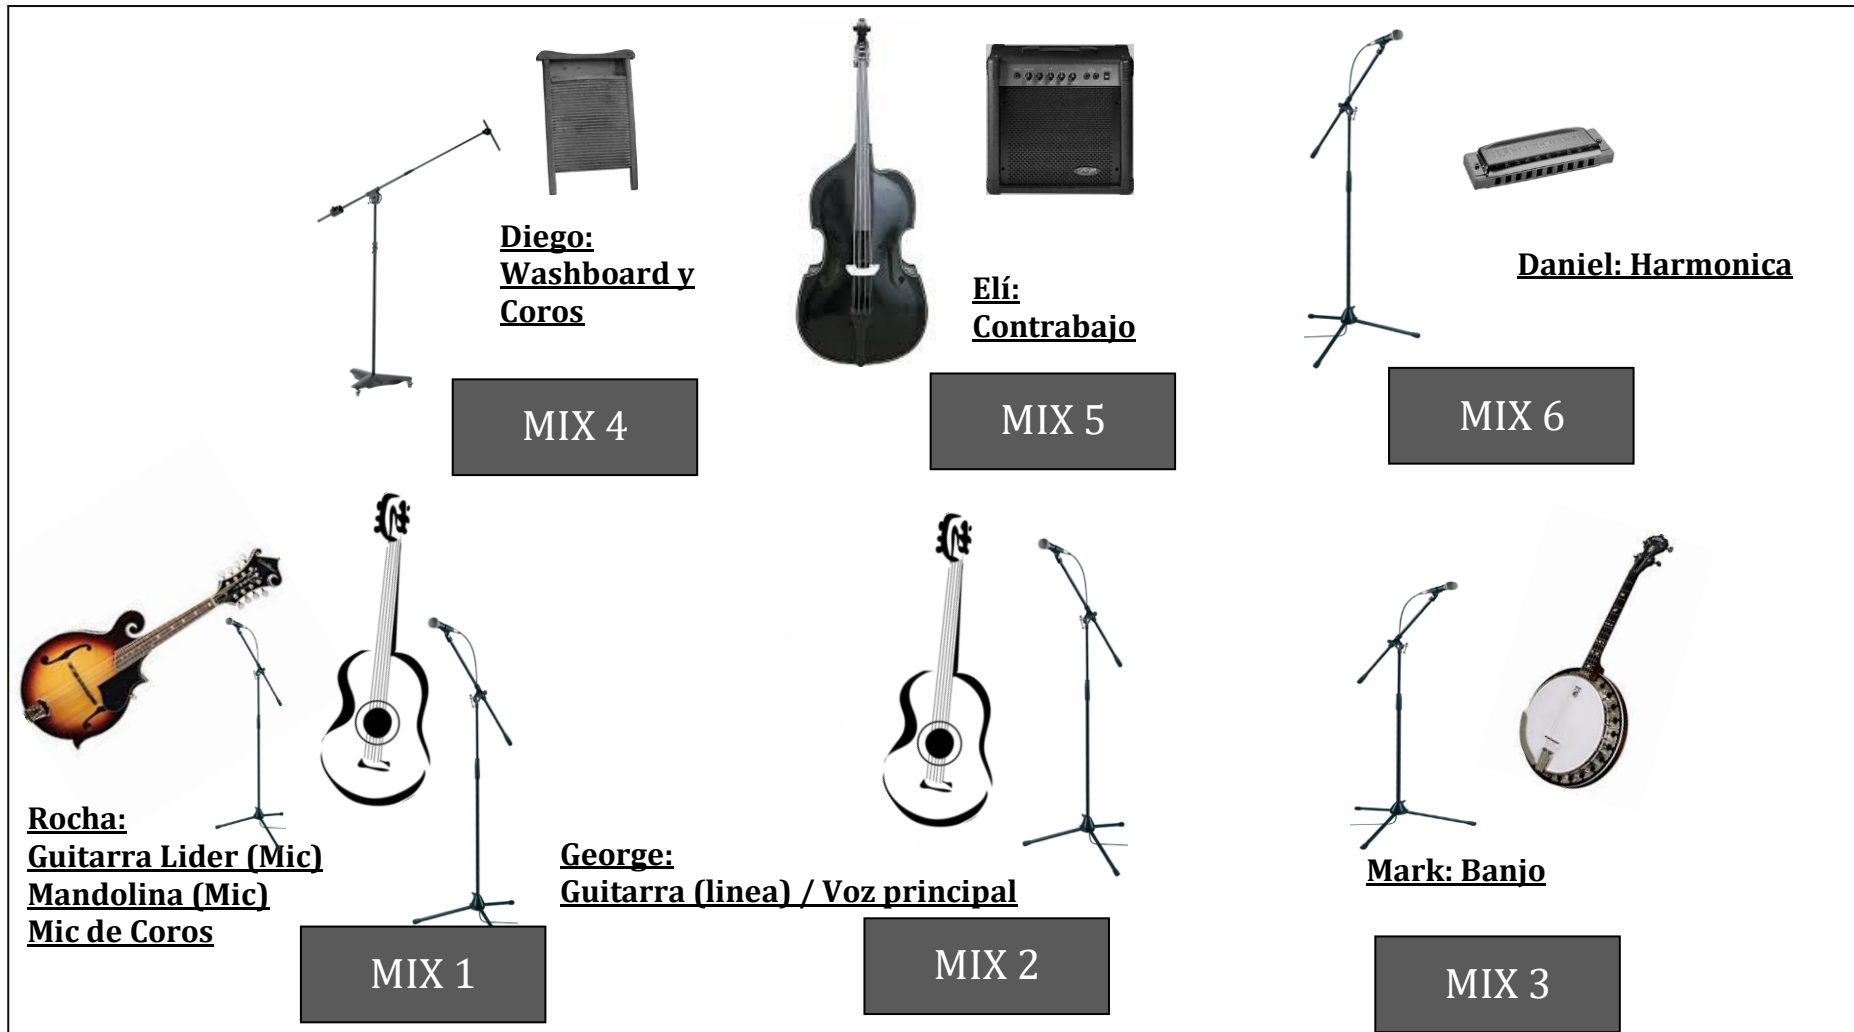 Diego:
Washboard y
Coros
Elí:
Contrabajo
Daniel: Harmonica
MIX 4
MIX 5
MIX 6
Rocha:
Guitarra Lider (Mic)
Mandolina (Mic)
Mic de Coros
George:
Guitarra (linea) / Voz principal
Mark: Banjo
MIX 1
MIX 2
MIX 3